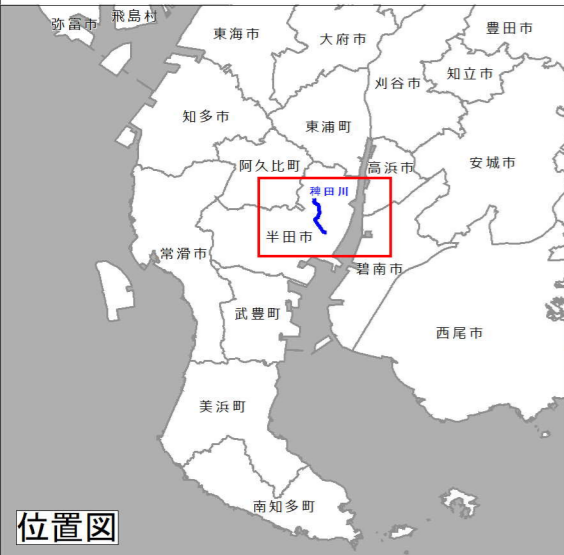 飛島村
弥富市
東海市
大府市
豊田市
刈谷市
知立市
知多市
東浦町
阿久比町
高浜市
安城市
稗田川
半田市
常滑市
碧南市
武豊町
西尾市
美浜町
南知多町
位置図